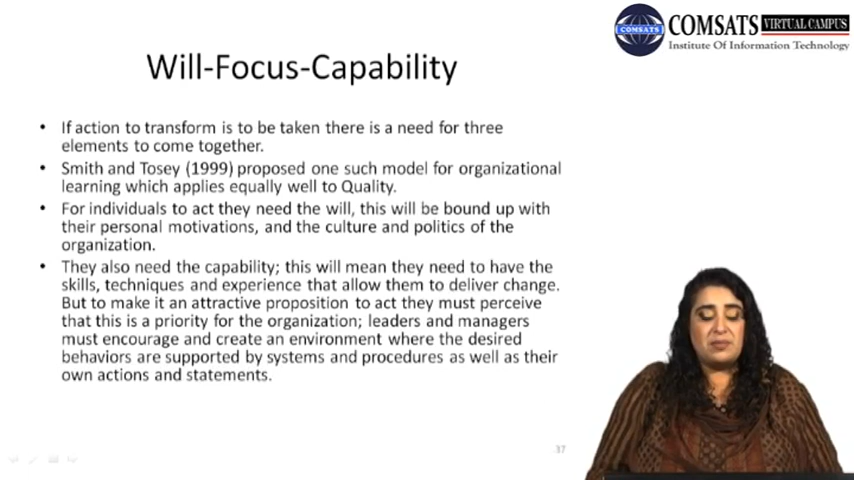 COMSATS VIRTUAL CAMPUS
COMSATS
Institute Of Information Technology
Will-Focus-Capability
• If action to transform is to be taken there is a need for three
elements to come together.
• Smith and Tosey (1999) proposed one such model for organizational
learning which applies equally well to Quality.
• For individuals to act they need the will, this will be bound up with
their personal motivations, and the culture and politics of the
organization.
• They also need the capability; this will mean they need to have the
skills, techniques and experience that allow them to deliver change.
But to make it an attractive proposition to act they must perceive
that this is a priority for the organization; leaders and managers
must encourage and create an environment where the desired
behaviors are supported by systems and procedures as well as their
own actions and statements.
37